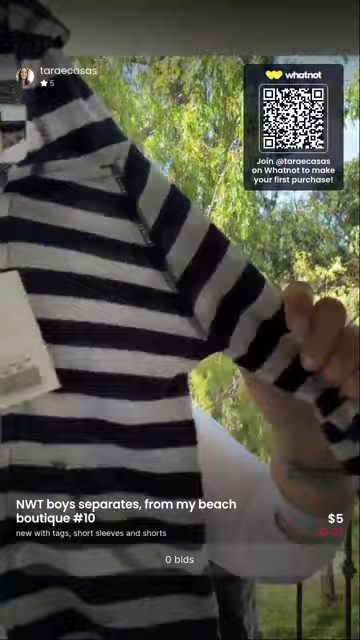 taraecasas
★ 5
whatnot
Join @taraecasas
on Whatnot to make
your first purchase!
NWT boys separates, from my beach
boutique #10
$5
new with tags, short sleeves and shorts
0 bids